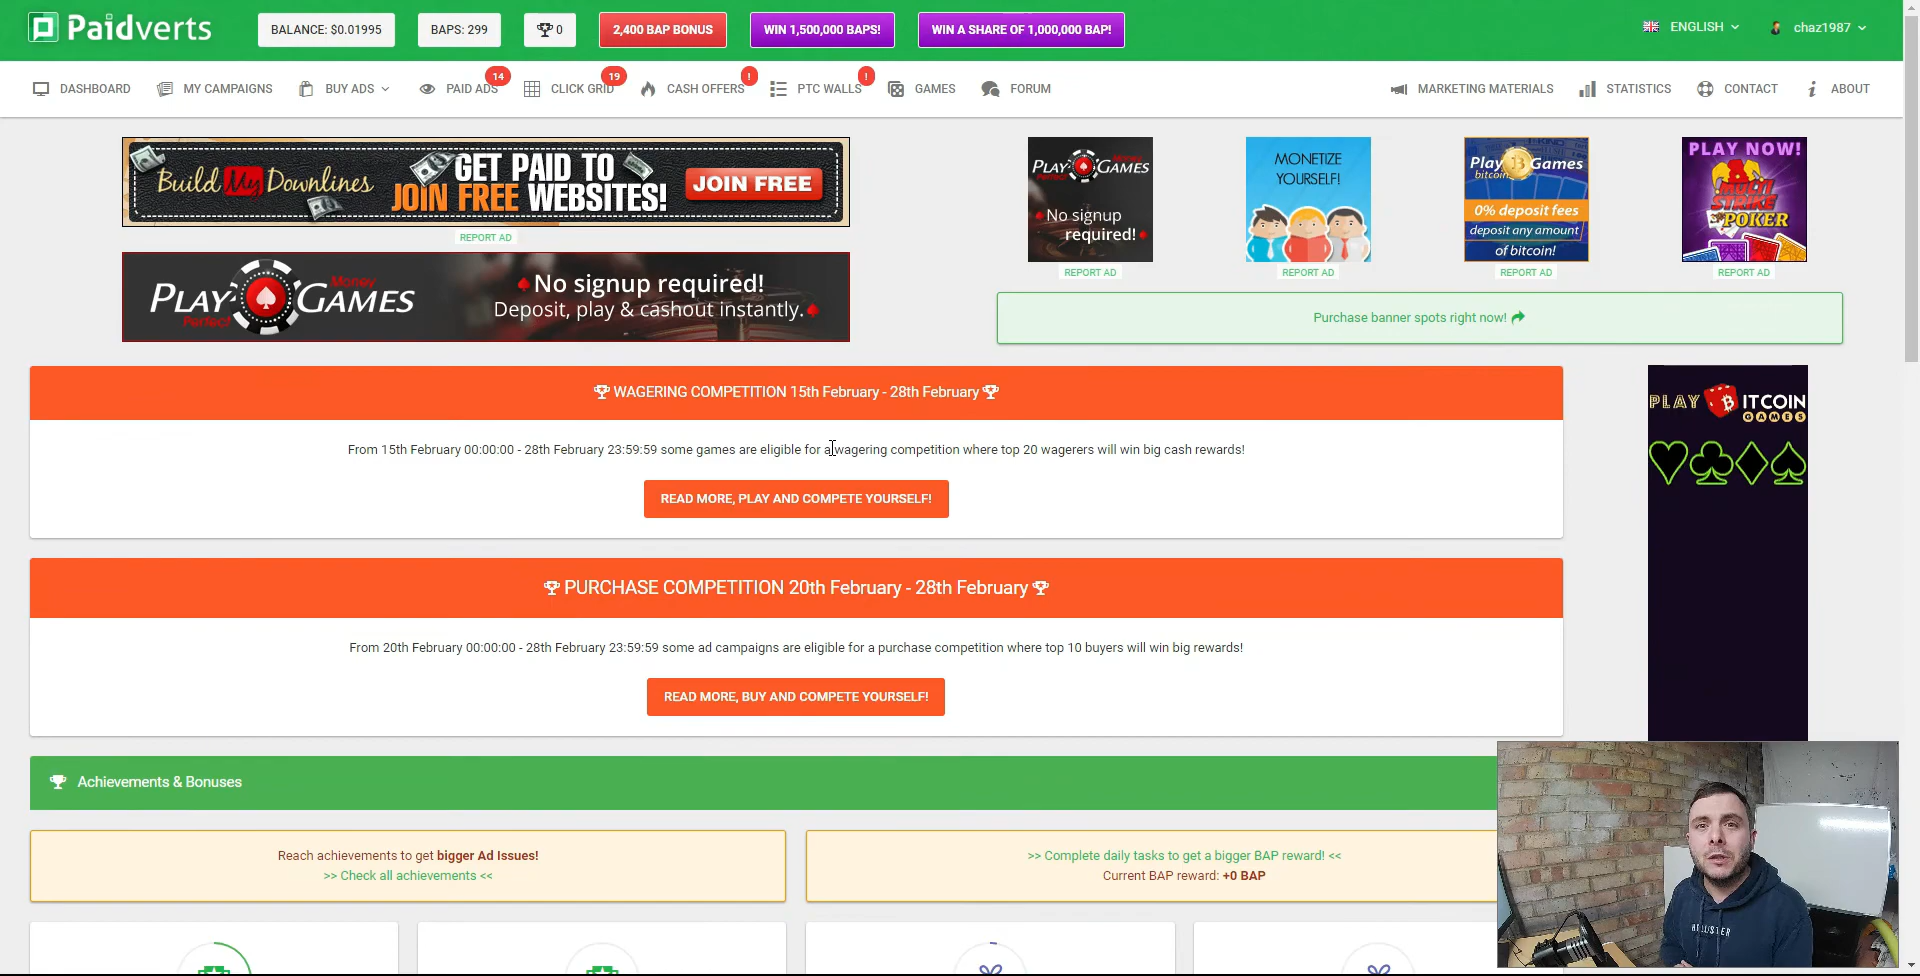 Paidverts
BALANCE: $0.01995
BAPS: 299
0
2,400 BAP BONUS
WIN 1,500,000 BAPS!
WIN A SHARE OF 1,000,000 BAP!
ENGLISH
chaz1987
DASHBOARD
MY CAMPAIGNS
BUY ADS
PAID ADS
14
CLICK GRID
19
CASH OFFERS
!
PTC WALLS
!
GAMES
FORUM
MARKETING MATERIALS
STATISTICS
CONTACT
ABOUT
Build My Downlines
GET PAID TO
JOIN FREE WEBSITES!
JOIN FREE
REPORT AD
PLAY GAMES
Perfect Money
No signup required!
Deposit, play & cashout instantly.
PLAY GAMES
Perfect Money
No signup
required!
REPORT AD
MONETIZE
YOURSELF!
REPORT AD
Play Games
bitcoin
0% deposit fees
deposit any amount
of bitcoin!
REPORT AD
PLAY NOW!
MULTI
STRIKE
POKER
REPORT AD
Purchase banner spots right now!
WAGERING COMPETITION 15th February - 28th February
From 15th February 00:00:00 - 28th February 23:59:59 some games are eligible for a wagering competition where top 20 wagerers will win big cash rewards!
READ MORE, PLAY AND COMPETE YOURSELF!
PLAY BITCOIN
GAMES
PURCHASE COMPETITION 20th February - 28th February
From 20th February 00:00:00 - 28th February 23:59:59 some ad campaigns are eligible for a purchase competition where top 10 buyers will win big rewards!
READ MORE, BUY AND COMPETE YOURSELF!
Achievements & Bonuses
Reach achievements to get bigger Ad Issues!
>> Check all achievements <<
>> Complete daily tasks to get a bigger BAP reward! <<
Current BAP reward: +0 BAP
HOLLISTER